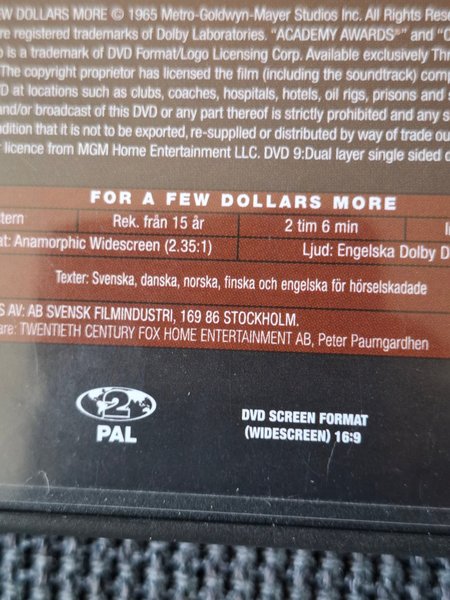 EW DOLLARS MORE © 1965 Metro-Goldwyn-Mayer Studios Inc. All Rights Rese
re registered trademarks of Dolby Laboratories. "ACADEMY AWARDS®" and "O
o is a trademark of DVD Format/Logo Licensing Corp. Available exclusively Thr
The copyright proprietor has licensed the film (including the soundtrack) comp
D at locations such as clubs, coaches, hospitals, hotels, oil rigs, prisons and s
and/or broadcast of this DVD or any part thereof is strictly prohibited and any s
ndition that it is not to be exported, re-supplied or distributed by way of trade ou
r licence from MGM Home Entertainment LLC. DVD 9:Dual layer single sided d
FOR A FEW DOLLARS MORE
stern Rek. från 15 år 2 tim 6 min
at: Anamorphic Widescreen (2.35:1) Ljud: Engelska Dolby D
Texter: Svenska, danska, norska, finska och engelska för hörselskadade
S AV: AB SVENSK FILMINDUSTRI, 169 86 STOCKHOLM.
are: TWENTIETH CENTURY FOX HOME ENTERTAINMENT AB, Peter Paumgardhen
2
PAL
DVD SCREEN FORMAT
(WIDESCREEN) 16:9